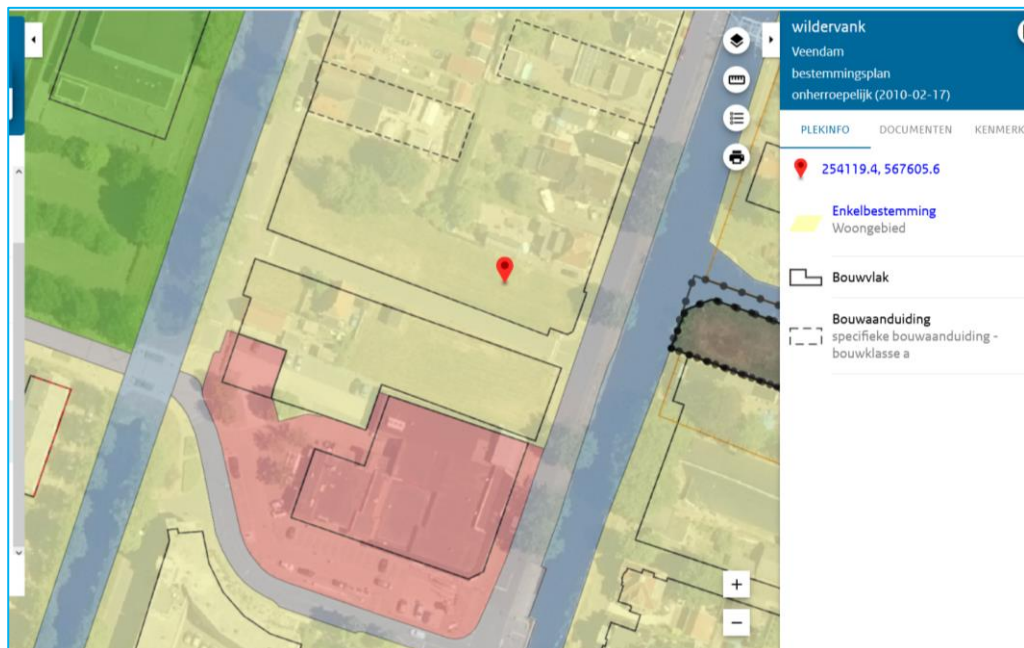 wildervank
Veendam
bestemmingsplan
onherroepelijk (2010-02-17)
PLEKINFO DOCUMENTEN KENMERK
254119.4, 567605.6
Enkelbestemming
Woongebied
Bouwvlak
Bouwaanduiding
specifieke bouwaanduiding -
bouwklasse a
+
−